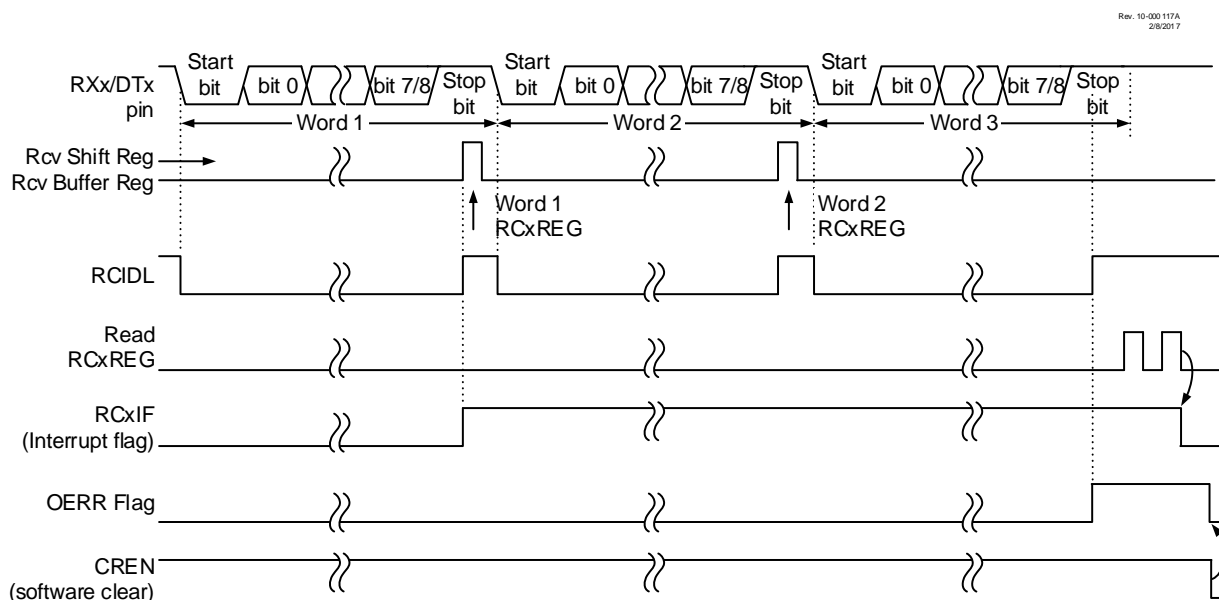 Rev. 10-000117A
2/8/2017
Start
bit
bit 0
bit 7/8
Stop
bit
Start
bit
bit 0
bit 7/8
Stop
bit
Start
bit
bit 0
bit 7/8
Stop
bit
RXx/DTx
pin
Word 1
Word 2
Word 3
Rcv Shift Reg
Rcv Buffer Reg
Word 1
RCxREG
Word 2
RCxREG
RCIDL
Read
RCxREG
RCxIF
(Interrupt flag)
OERR Flag
CREN
(software clear)